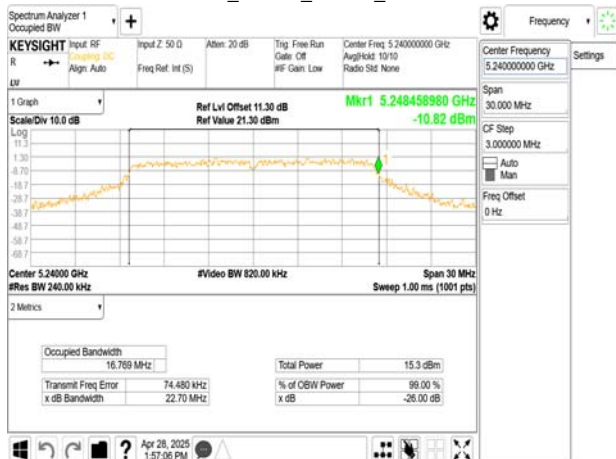 Spectrum Analyzer 1
Occupied BW
Frequency
KEYSIGHT Input: RF Input Z: 50 Ω Atten: 20 dB Trig: Free Run Center Freq: 5.240000000 GHz
R Coupling: DC Gate: Off Avg|Hold: 10/10
Align: Auto Freq Ref: Int (S) #IF Gain: Low Radio Std: None
Center Frequency
5.240000000 GHz
Settings
Span
30.000 MHz
CF Step
3.000000 MHz
Auto
Man
Freq Offset
0 Hz
1 Graph
Ref Lvl Offset 11.30 dB Mkr1 5.248458980 GHz
Scale/Div 10.0 dB Ref Value 21.30 dBm -10.82 dBm
Log
11.3
1.30
-8.70
-18.7
-28.7
-38.7
-48.7
-58.7
-68.7
1
Center 5.24000 GHz #Video BW 820.00 kHz Span 30 MHz
#Res BW 240.00 kHz Sweep 1.00 ms (1001 pts)
2 Metrics
Occupied Bandwidth
16.769 MHz Total Power 15.3 dBm
Transmit Freq Error 74.480 kHz % of OBW Power 99.00 %
x dB Bandwidth 22.70 MHz x dB -26.00 dB
Apr 28, 2025
1:57:06 PM